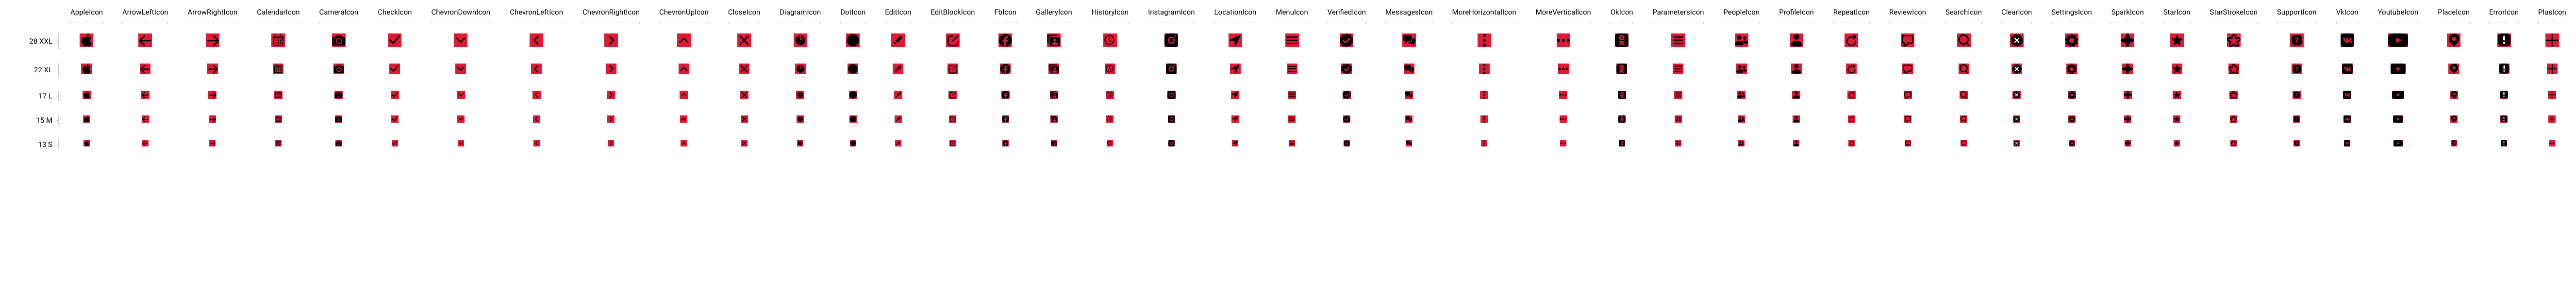 AppleIcon ArrowLeftIcon ArrowRightIcon CalendarIcon CameraIcon CheckIcon ChevronDownIcon ChevronLeftIcon ChevronRightIcon ChevronUpIcon CloseIcon DiagramIcon DotIcon EditIcon EditBlockIcon FbIcon GalleryIcon HistoryIcon InstagramIcon LocationIcon MenuIcon VerifiedIcon MessagesIcon MoreHorizontalIcon MoreVerticalIcon OkIcon ParametersIcon PeopleIcon ProfileIcon RepeatIcon ReviewIcon SearchIcon ClearIcon SettingsIcon SparkIcon StarIcon StarStrokeIcon SupportIcon VkIcon YoutubeIcon PlaceIcon ErrorIcon PlusIcon
28 XXL
22 XL
17 L
15 M
13 S